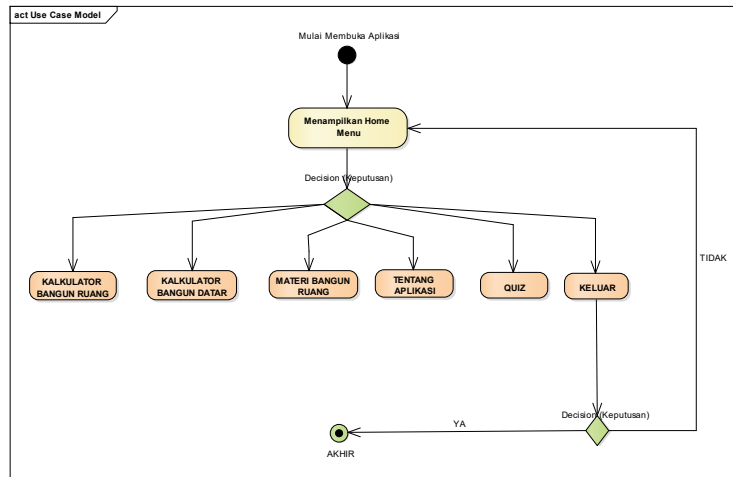 act Use Case Model
Mulai Membuka Aplikasi
Menampilkan Home
Menu
Decision (Keputusan)
KALKULATOR
BANGUN RUANG
KALKULATOR
BANGUN DATAR
MATERI BANGUN
RUANG
TENTANG
APLIKASI
QUIZ
KELUAR
TIDAK
Decision (Keputusan)
YA
AKHIR